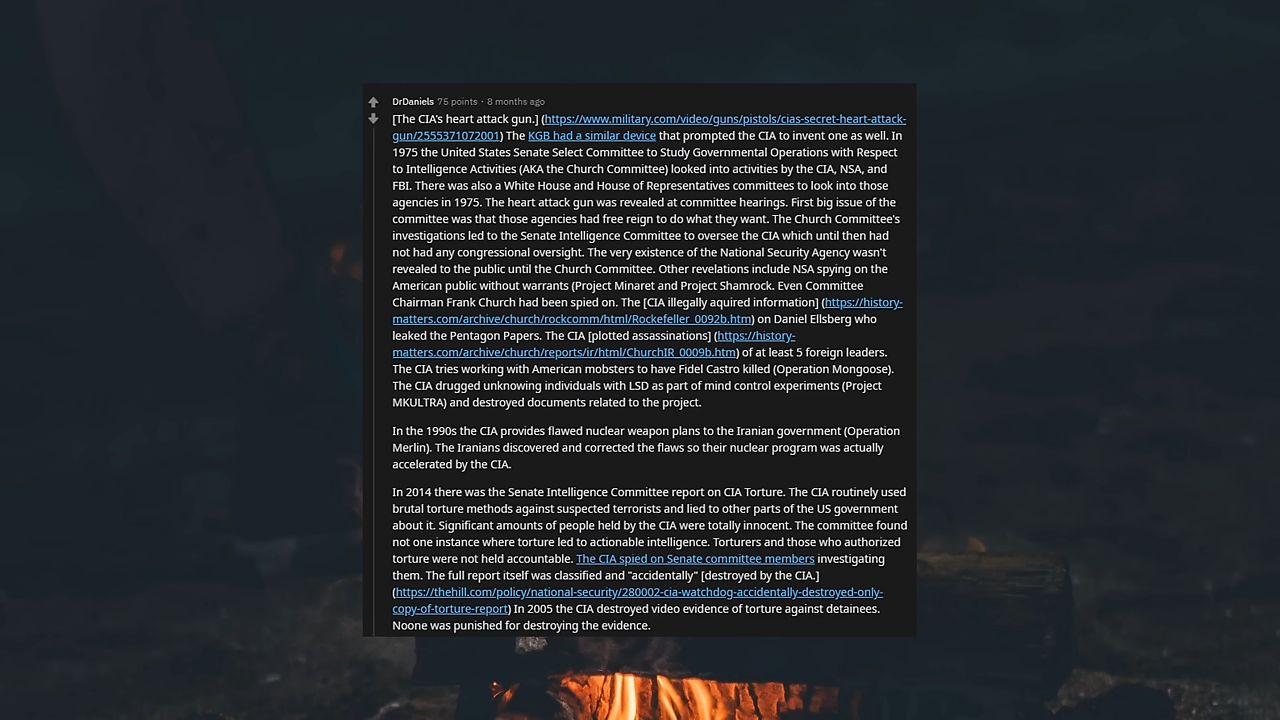 DrDaniels 75 points · 8 months ago
[The CIA's heart attack gun.] (https://www.military.com/video/guns/pistols/cias-secret-heart-attack-
gun/2555371072001) The KGB had a similar device that prompted the CIA to invent one as well. In
1975 the United States Senate Select Committee to Study Governmental Operations with Respect
to Intelligence Activities (AKA the Church Committee) looked into activities by the CIA, NSA, and
FBI. There was also a White House and House of Representatives committees to look into those
agencies in 1975. The heart attack gun was revealed at committee hearings. First big issue of the
committee was that those agencies had free reign to do what they want. The Church Committee's
investigations led to the Senate Intelligence Committee to oversee the CIA which until then had
not had any congressional oversight. The very existence of the National Security Agency wasn't
revealed to the public until the Church Committee. Other revelations include NSA spying on the
American public without warrants (Project Minaret and Project Shamrock. Even Committee
Chairman Frank Church had been spied on. The [CIA illegally aquired information] (https://history-
matters.com/archive/church/rockcomm/html/Rockefeller_0092b.htm) on Daniel Ellsberg who
leaked the Pentagon Papers. The CIA [plotted assassinations] (https://history-
matters.com/archive/church/reports/ir/html/ChurchIR_0009b.htm) of at least 5 foreign leaders.
The CIA tries working with American mobsters to have Fidel Castro killed (Operation Mongoose).
The CIA drugged unknowing individuals with LSD as part of mind control experiments (Project
MKULTRA) and destroyed documents related to the project.
In the 1990s the CIA provides flawed nuclear weapon plans to the Iranian government (Operation
Merlin). The Iranians discovered and corrected the flaws so their nuclear program was actually
accelerated by the CIA.
In 2014 there was the Senate Intelligence Committee report on CIA Torture. The CIA routinely used
brutal torture methods against suspected terrorists and lied to other parts of the US government
about it. Significant amounts of people held by the CIA were totally innocent. The committee found
not one instance where torture led to actionable intelligence. Torturers and those who authorized
torture were not held accountable. The CIA spied on Senate committee members investigating
them. The full report itself was classified and "accidentally" [destroyed by the CIA.]
(https://thehill.com/policy/national-security/280002-cia-watchdog-accidentally-destroyed-only-
copy-of-torture-report) In 2005 the CIA destroyed video evidence of torture against detainees.
Noone was punished for destroying the evidence.